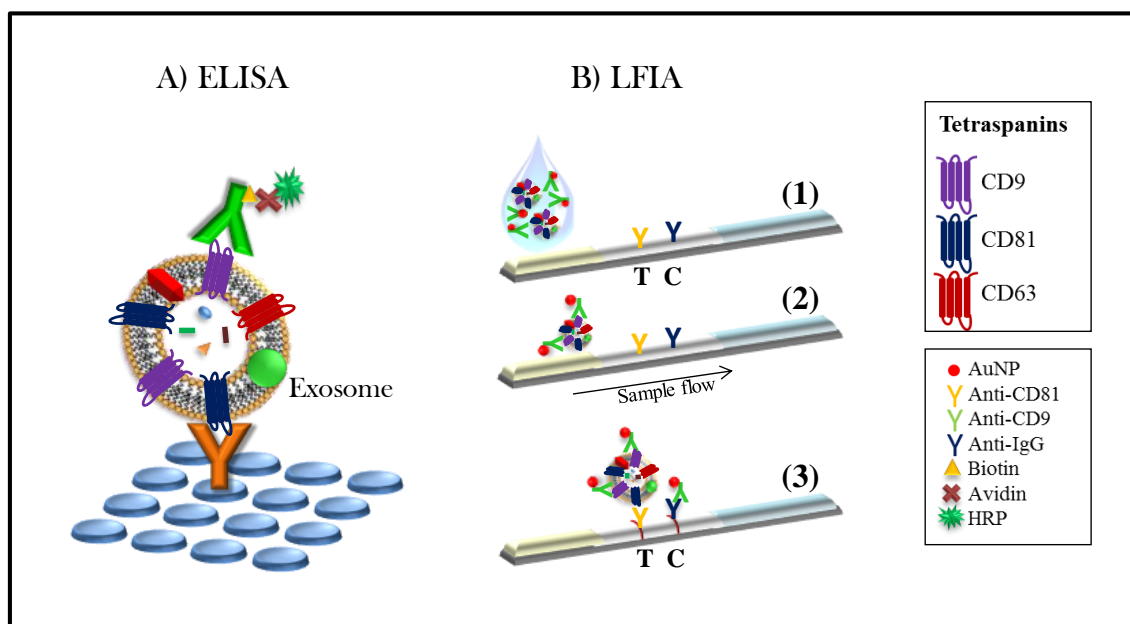 A) ELISA
Exosome
B) LFIA
(1)
T C
(2)
Sample flow
(3)
T C
Tetraspanins
CD9
CD81
CD63
AuNP
Anti-CD81
Anti-CD9
Anti-IgG
Biotin
Avidin
HRP